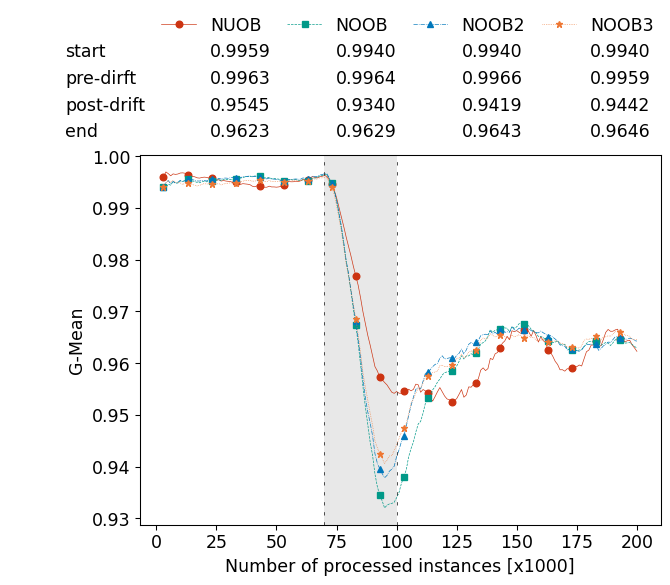 NUOB NOOB NOOB2 NOOB3
start 0.9959 0.9940 0.9940 0.9940
pre-dirft 0.9963 0.9964 0.9966 0.9959
post-drift 0.9545 0.9340 0.9419 0.9442
end 0.9623 0.9629 0.9643 0.9646
1.00
0.99
0.98
0.97
0.96
0.95
0.94
0.93
G-Mean
0 25 50 75 100 125 150 175 200
Number of processed instances [x1000]